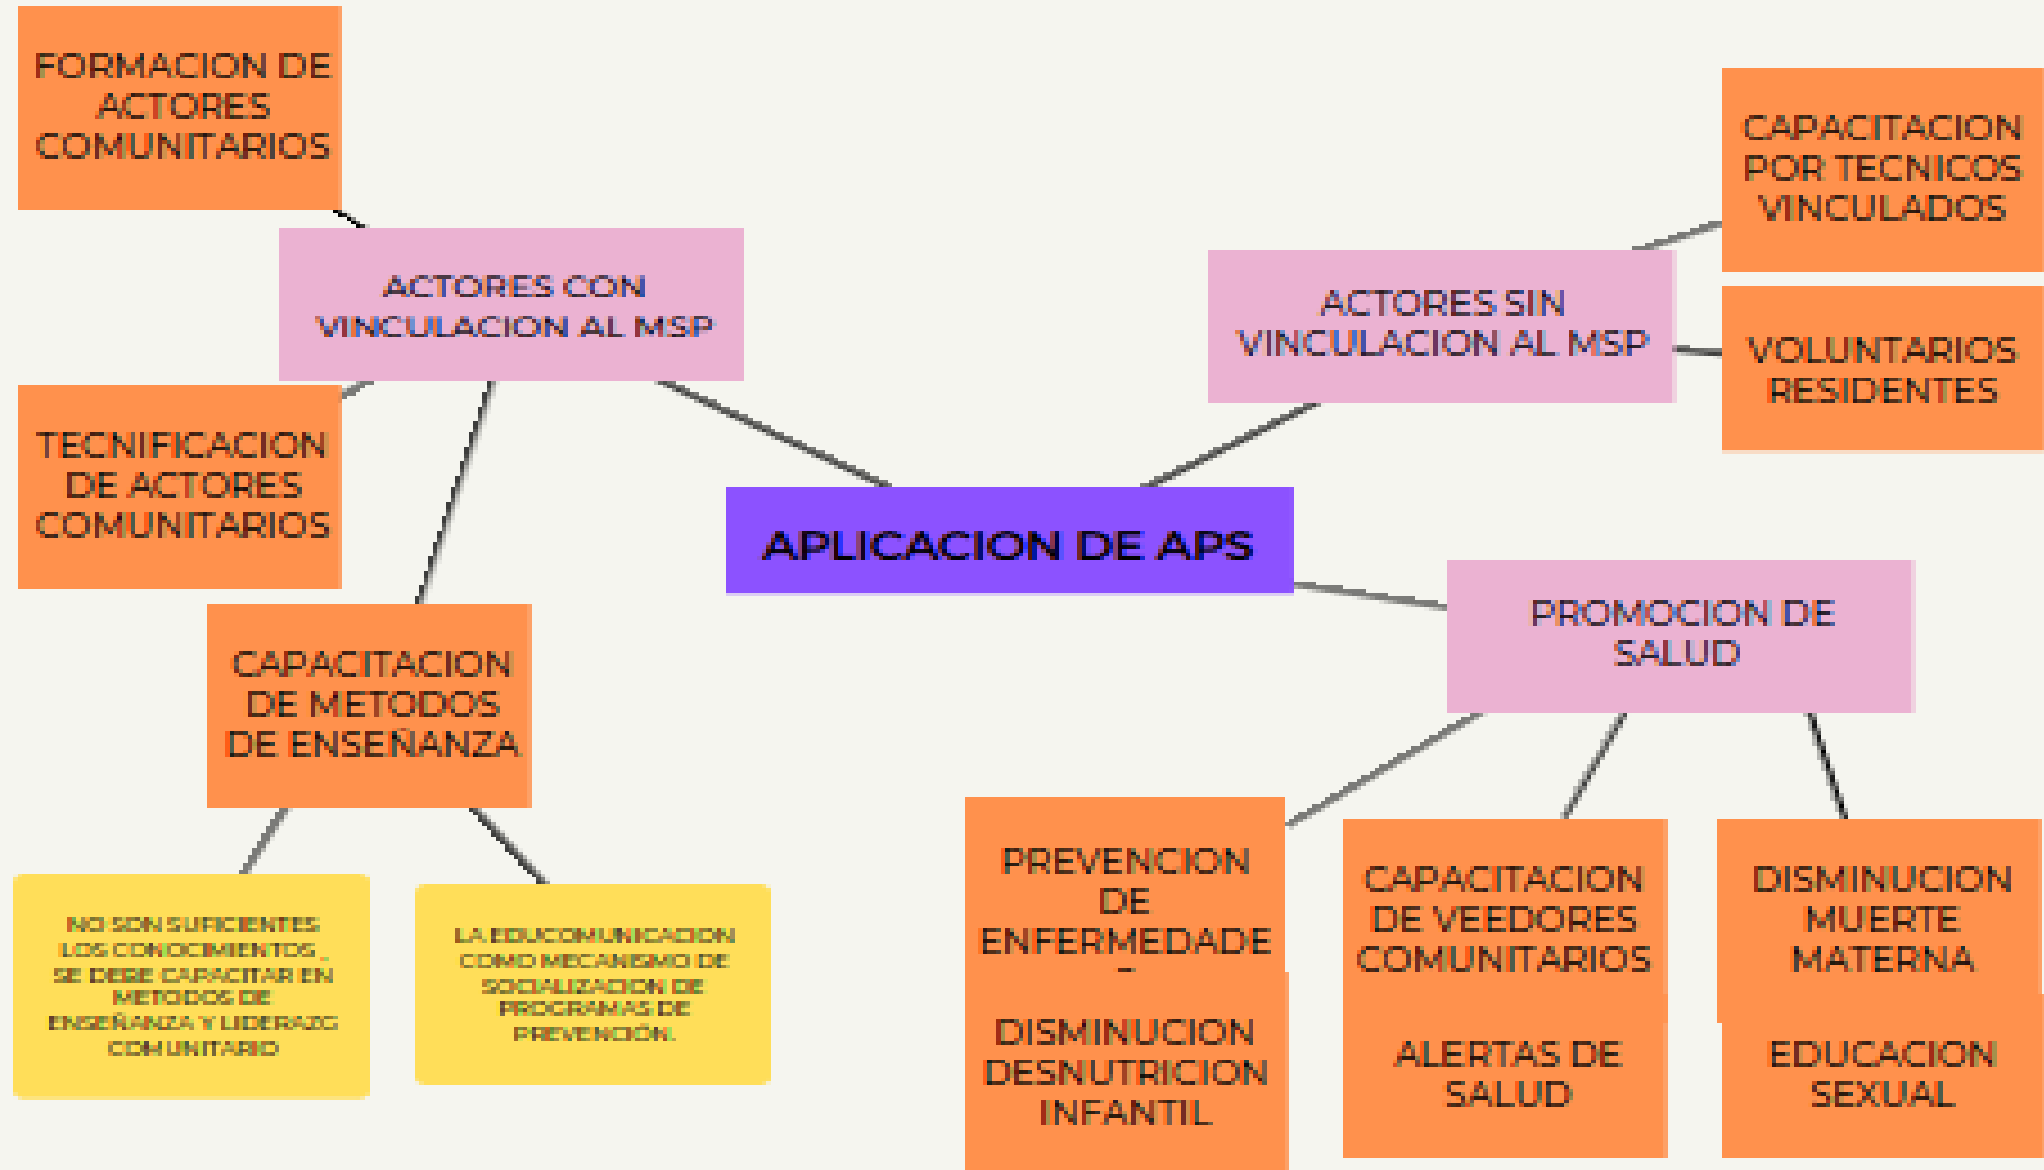 FORMACION DE
ACTORES
COMUNITARIOS
ACTORES CON
VINCULACION AL MSP
TECNIFICACION
DE ACTORES
COMUNITARIOS
CAPACITACION
DE METODOS
DE ENSEÑANZA
NO SON SUFICIENTES
LOS CONOCIMIENTOS _
SE DEBE CAPACITAR EN
METODOS DE
ENSEÑANZA Y LIDERAZG
COMUNITARIO
LA EDUCOMUNICACION
COMO MECANISMO DE
SOCIALIZACION DE
PROGRAMAS DE
PREVENCIÓN.
APLICACION DE APS
ACTORES SIN
VINCULACION AL MSP
CAPACITACION
POR TECNICOS
VINCULADOS
VOLUNTARIOS
RESIDENTES
PROMOCION DE
SALUD
PREVENCION
DE
ENFERMEDADE
DISMINUCION
DESNUTRICION
INFANTIL
CAPACITACION
DE VEEDORES
COMUNITARIOS
ALERTAS DE
SALUD
DISMINUCION
MUERTE
MATERNA
EDUCACION
SEXUAL